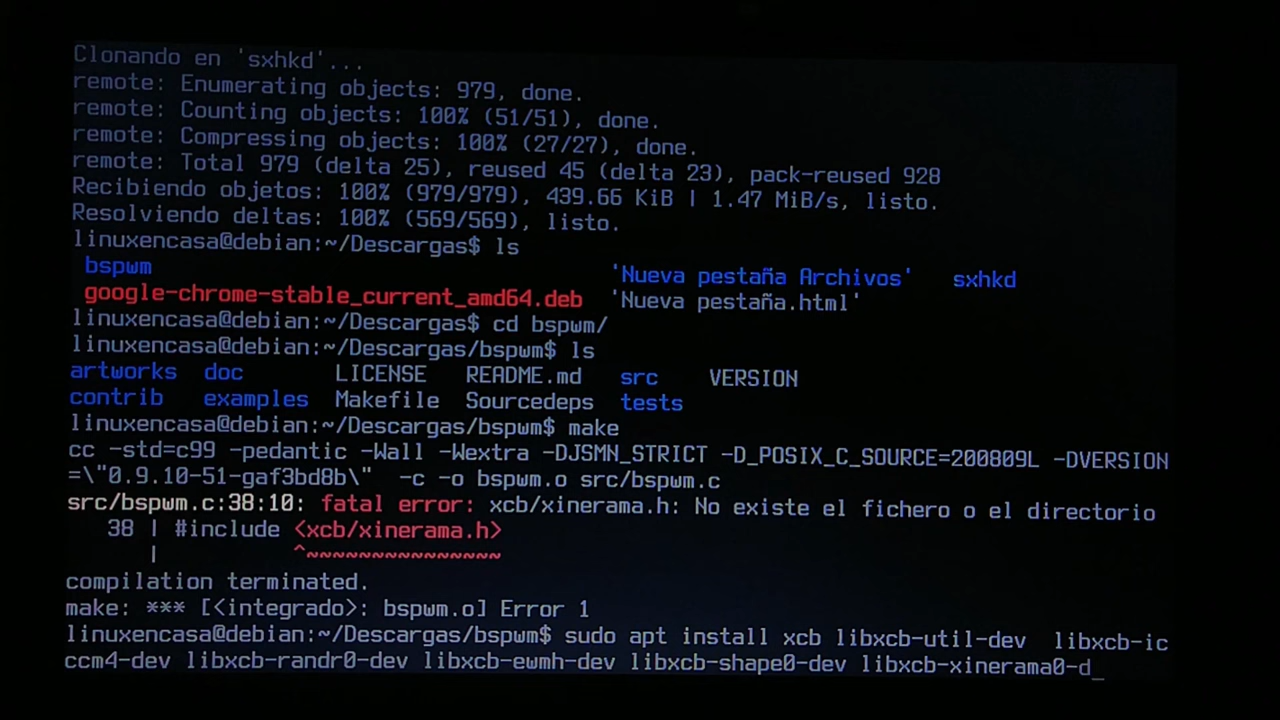 Clonando en 'sxhkd'...
remote: Enumerating objects: 979, done.
remote: Counting objects: 100% (51/51), done.
remote: Compressing objects: 100% (27/27), done.
remote: Total 979 (delta 25), reused 45 (delta 23), pack-reused 928
Recibiendo objetos: 100% (979/979), 439.66 KiB | 1.47 MiB/s, listo.
Resolviendo deltas: 100% (569/569), listo.
linuxencasa@debian:~/Descargas$ ls
bspwm 'Nueva pestaña Archivos' sxhkd
google-chrome-stable_current_amd64.deb 'Nueva pestaña.html'
linuxencasa@debian:~/Descargas$ cd bspwm/
linuxencasa@debian:~/Descargas/bspwm$ ls
artworks doc LICENSE README.md src VERSION
contrib examples Makefile Sourcedeps tests
linuxencasa@debian:~/Descargas/bspwm$ make
cc -std=c99 -pedantic -Wall -Wextra -DJSMN_STRICT -D_POSIX_C_SOURCE=200809L -DVERSION
=\"0.9.10-51-gaf3bd8b\" -c -o bspwm.o src/bspwm.c
src/bspwm.c:38:10: fatal error: xcb/xinerama.h: No existe el fichero o el directorio
38 | #include <xcb/xinerama.h>
| ^~~~~~~~~~~~~~~~
compilation terminated.
make: *** [<integrado>: bspwm.o] Error 1
linuxencasa@debian:~/Descargas/bspwm$ sudo apt install xcb libxcb-util-dev libxcb-ic
ccm4-dev libxcb-randr0-dev libxcb-ewmh-dev libxcb-shape0-dev libxcb-xinerama0-d_